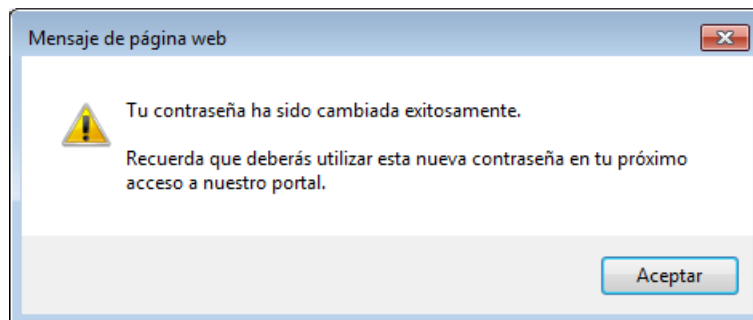 Mensaje de página web
Tu contraseña ha sido cambiada exitosamente.
Recuerda que deberás utilizar esta nueva contraseña en tu próximo
acceso a nuestro portal.
Aceptar